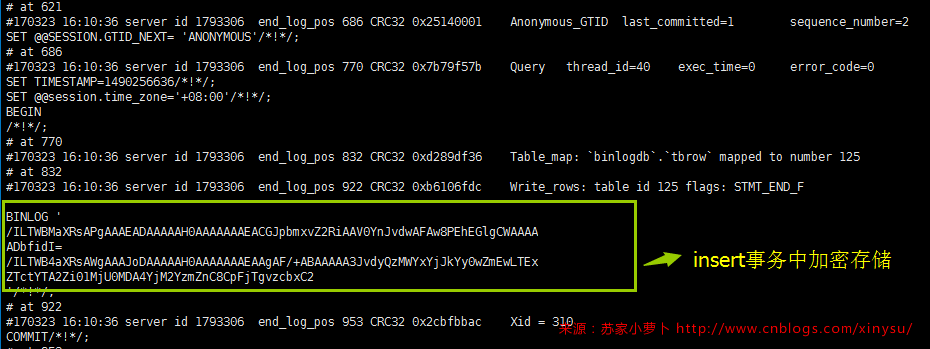 # at 621
#170323 16:10:36 server id 1793306  end_log_pos 686 CRC32 0x25140001    Anonymous_GTID  last_committed=1        sequence_number=2
SET @@SESSION.GTID_NEXT= 'ANONYMOUS'/*!*/;
# at 686
#170323 16:10:36 server id 1793306  end_log_pos 770 CRC32 0x7b79f57b    Query   thread_id=40    exec_time=0     error_code=0
SET TIMESTAMP=1490256636/*!*/;
SET @@session.time_zone='+08:00'/*!*/;
BEGIN
/*!*/;
# at 770
#170323 16:10:36 server id 1793306  end_log_pos 832 CRC32 0xd289df36    Table_map: `binlogdb`.`tbrow` mapped to number 125
# at 832
#170323 16:10:36 server id 1793306  end_log_pos 922 CRC32 0xb6106fdc    Write_rows: table id 125 flags: STMT_END_F
BINLOG '
/ILTWBMaXRsAPgAAAEADAAAAAH0AAAAAAAEACGJpbmxvZ2RiAAV0YnJvdwAFAw8PEhEGlgCWAAAA
ADbfidI=
/ILTWB4aXRsAWgAAAJoDAAAAAH0AAAAAAAEAAgAF/+ABAAAAA3JvdyQzMWYxYjJkYy0wZmEwLTEx
ZTctYTA2Zi01MjU0MDA4YjM2YzmZnC8CpFjTgvzcbxC2
'/*!*/;
insert事务中加密存储
# at 922
#170323 16:10:36 server id 1793306  end_log_pos 953 CRC32 0x2cbfbbac    Xid = 310
COMMIT/*!*/;
来源：苏家小萝卜 http://www.cnblogs.com/xinysu/